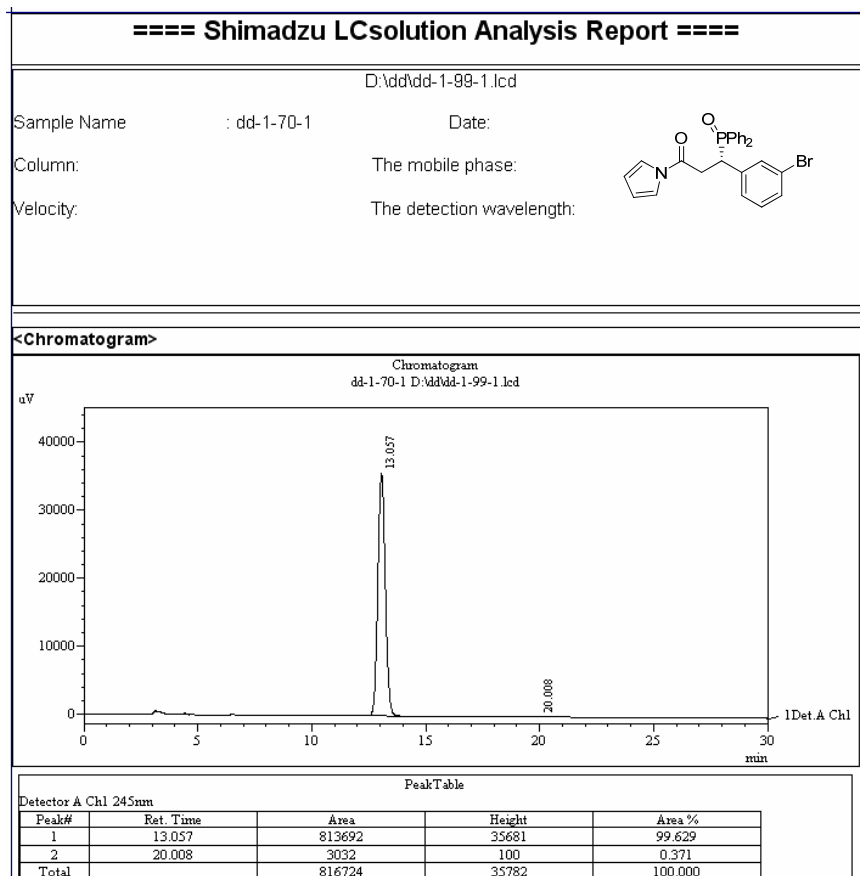 ==== Shimadzu LCsolution Analysis Report ====
D:\dd\dd-1-99-1.lcd
Sample Name : dd-1-70-1 Date:
Column: The mobile phase:
Velocity: The detection wavelength:
O
O PPh2
N Br
<Chromatogram>
Chromatogram
dd-1-70-1 D:\dd\dd-1-99-1.lcd
uV
40000
30000
20000
10000
0
13.057
20.008
1Det.A Ch1
0 5 10 15 20 25 30
min
PeakTable
Detector A Ch1 245nm
Peak# Ret. Time Area Height Area %
1 13.057 813692 35681 99.629
2 20.008 3032 100 0.371
Total 816724 35782 100.000